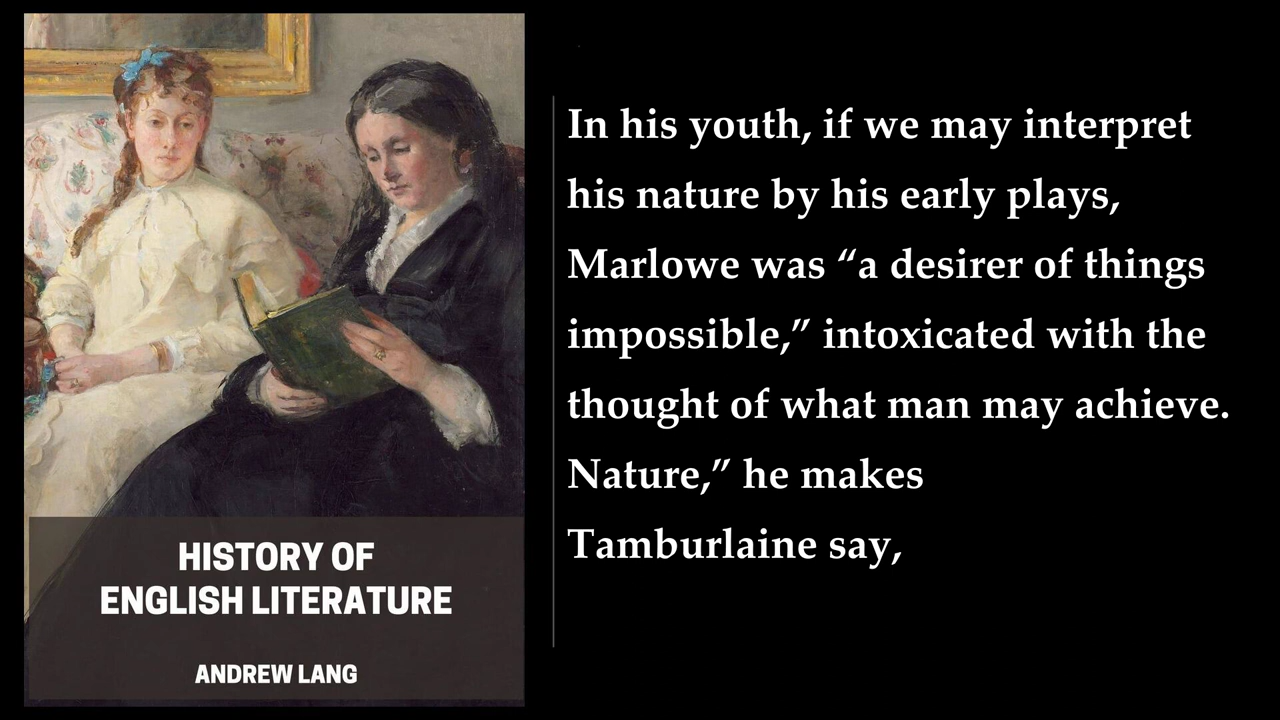 HISTORY OF
ENGLISH LITERATURE
ANDREW LANG
In his youth, if we may interpret
his nature by his early plays,
Marlowe was “a desirer of things
impossible,” intoxicated with the
thought of what man may achieve.
Nature,” he makes
Tamburlaine say,